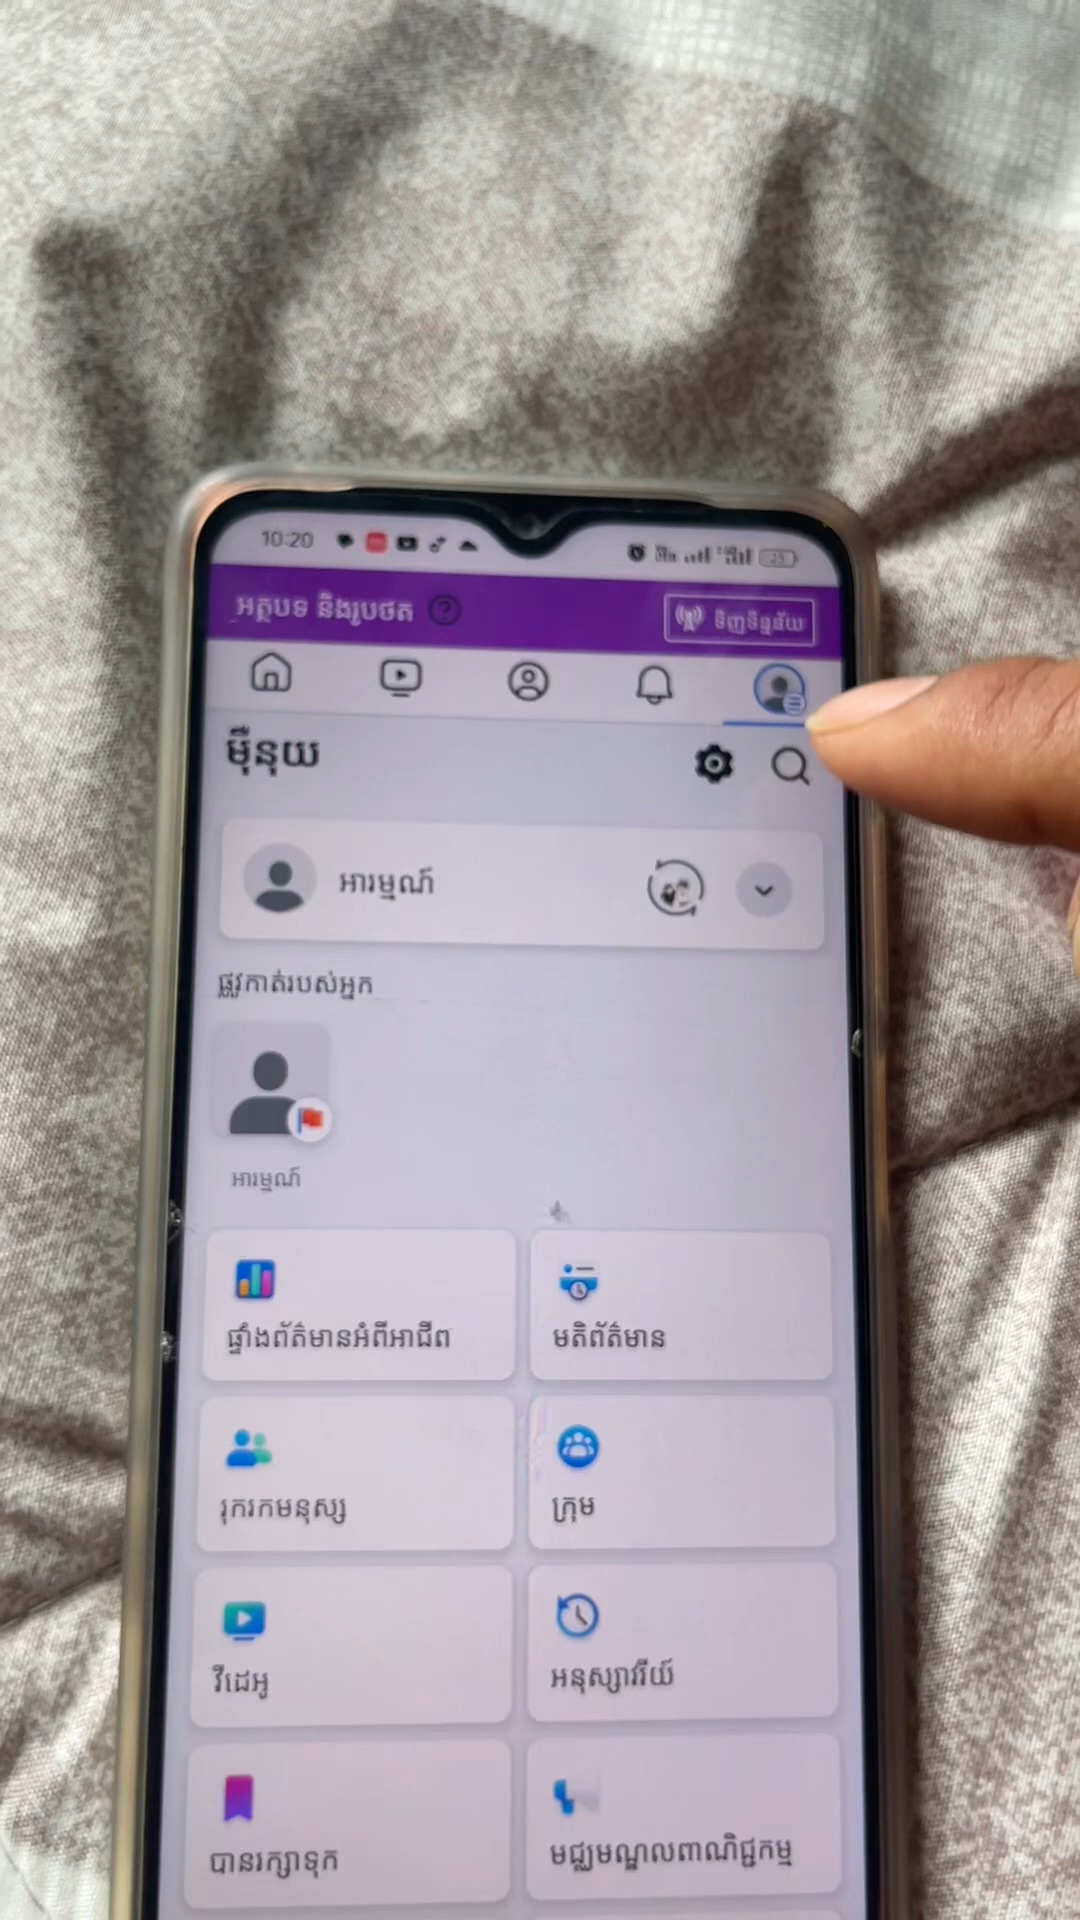 10:20
អត្ថបទ និងរូបថត ?
ទិញទិន្នន័យ
ម៉ឺនុយ
អារម្មណ៍
ផ្លូវកាត់របស់អ្នក
អារម្មណ៍
ផ្ទាំងព័ត៌មានអំពីអាជីព
មតិព័ត៌មាន
រុករកមនុស្ស
ក្រុម
វីដេអូ
អនុស្សាវរីយ៍
បានរក្សាទុក
មជ្ឈមណ្ឌលពាណិជ្ជកម្ម